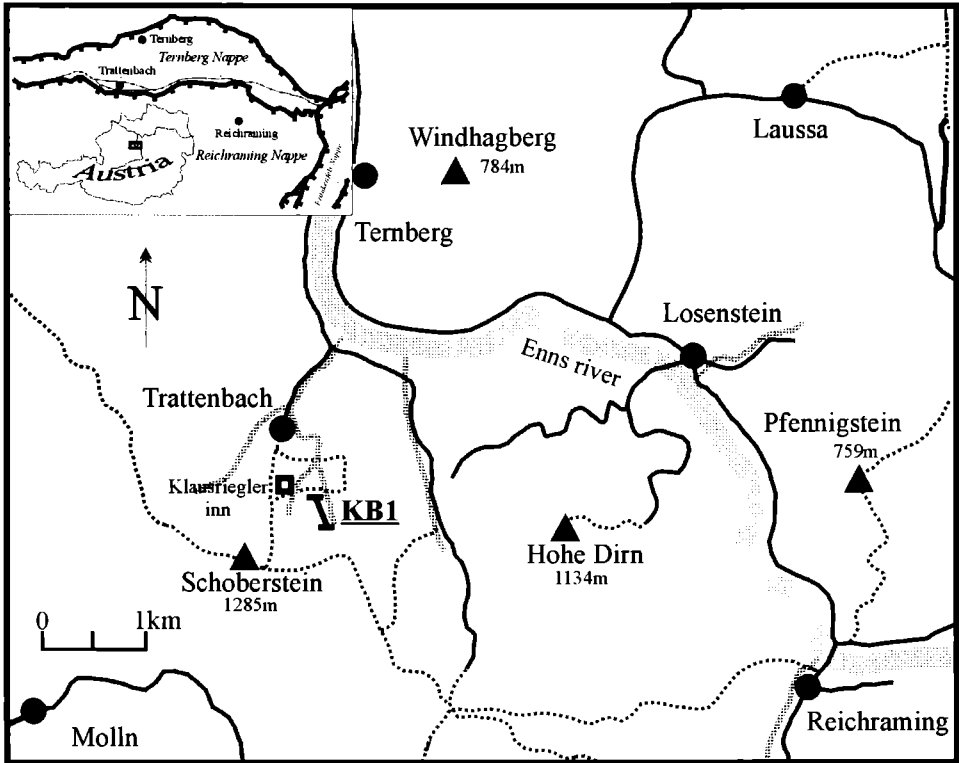 Ternberg
Ternberg Nappe
Trattenbach
Reichraming
Reichraming Nappe
Austria
Windhagberg
784m
Laussa
Ternberg
N
Losenstein
Enns river
Trattenbach
Pfennigstein
759m
Klausriegler
inn
KB1
Hohe Dirn
1134m
Schoberstein
1285m
0 1km
Molln
Reichraming